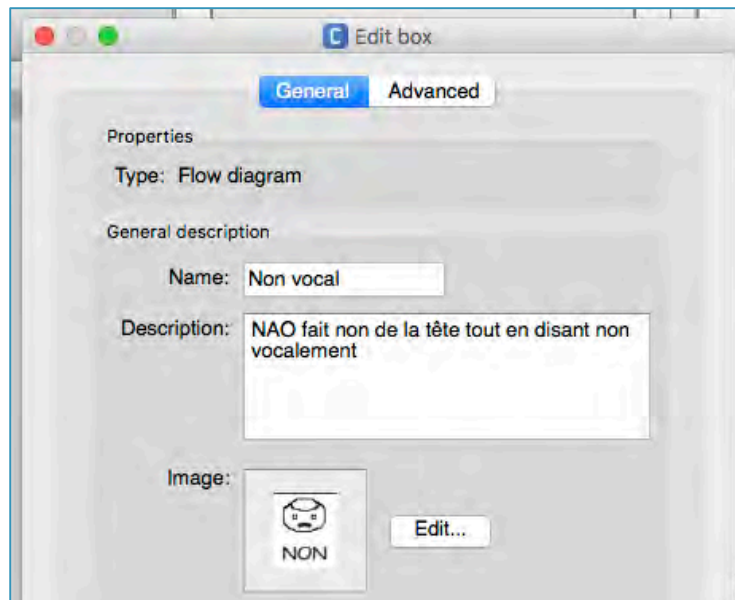 Edit box
General Advanced
Properties
Type: Flow diagram
General description
Name: Non vocal
Description: NAO fait non de la tête tout en disant non
vocalement
Image:
NON
Edit...